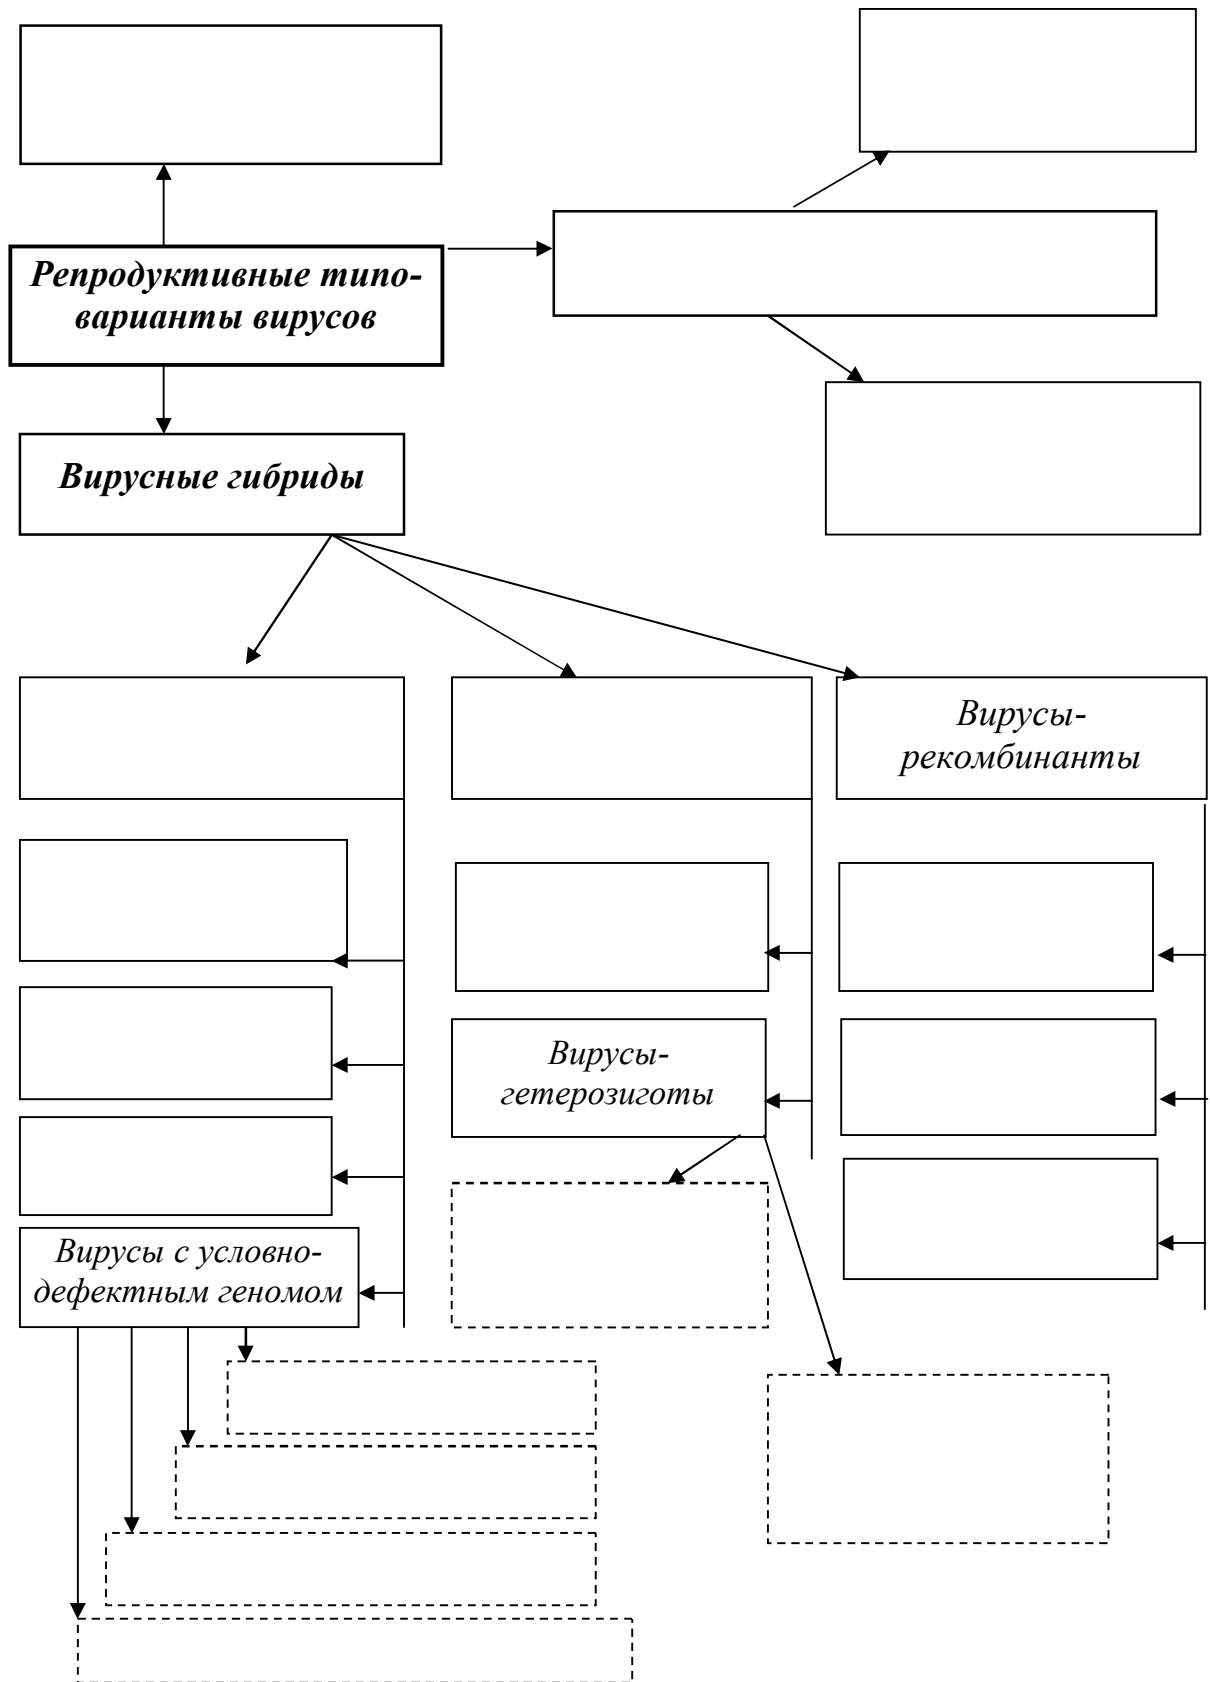 Репродуктивные типо-
варианты вирусов
Вирусные гибриды
Вирусы-
рекомбинанты
Вирусы-
гетерозиготы
Вирусы с условно-
дефектным геномом